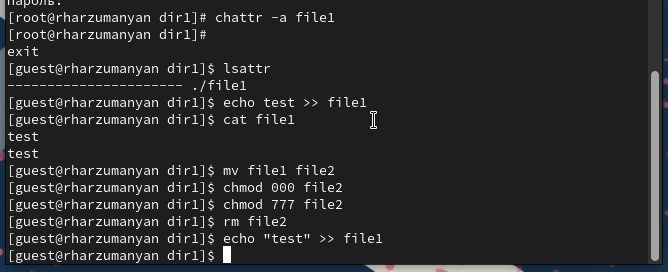 пароль:
[root@rharzumanyan dir1]# chattr -a file1
[root@rharzumanyan dir1]#
exit
[guest@rharzumanyan dir1]$ lsattr
---------------------- ./file1
[guest@rharzumanyan dir1]$ echo test >> file1
[guest@rharzumanyan dir1]$ cat file1
test
test
[guest@rharzumanyan dir1]$ mv file1 file2
[guest@rharzumanyan dir1]$ chmod 000 file2
[guest@rharzumanyan dir1]$ chmod 777 file2
[guest@rharzumanyan dir1]$ rm file2
[guest@rharzumanyan dir1]$ echo "test" >> file1
[guest@rharzumanyan dir1]$